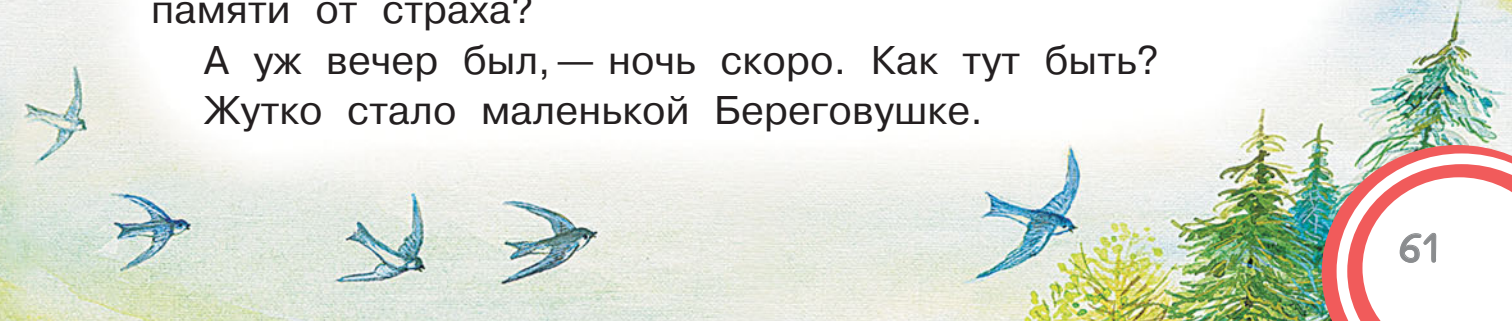 памяти от страха?
А уж вечер был, — ночь скоро. Как тут быть?
Жутко стало маленькой Береговушке.
61